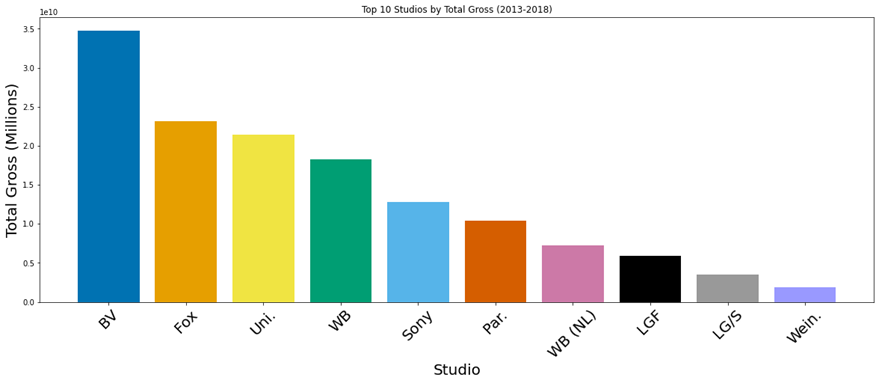 Top 10 Studios by Total Gross (2013-2018)
1e10
Total Gross (Millions)
3.5
3.0
2.5
2.0
1.5
1.0
0.5
0.0
BV
Fox
Uni.
WB
Sony
Par.
WB (NL)
LGF
LG/S
Wein.
Studio